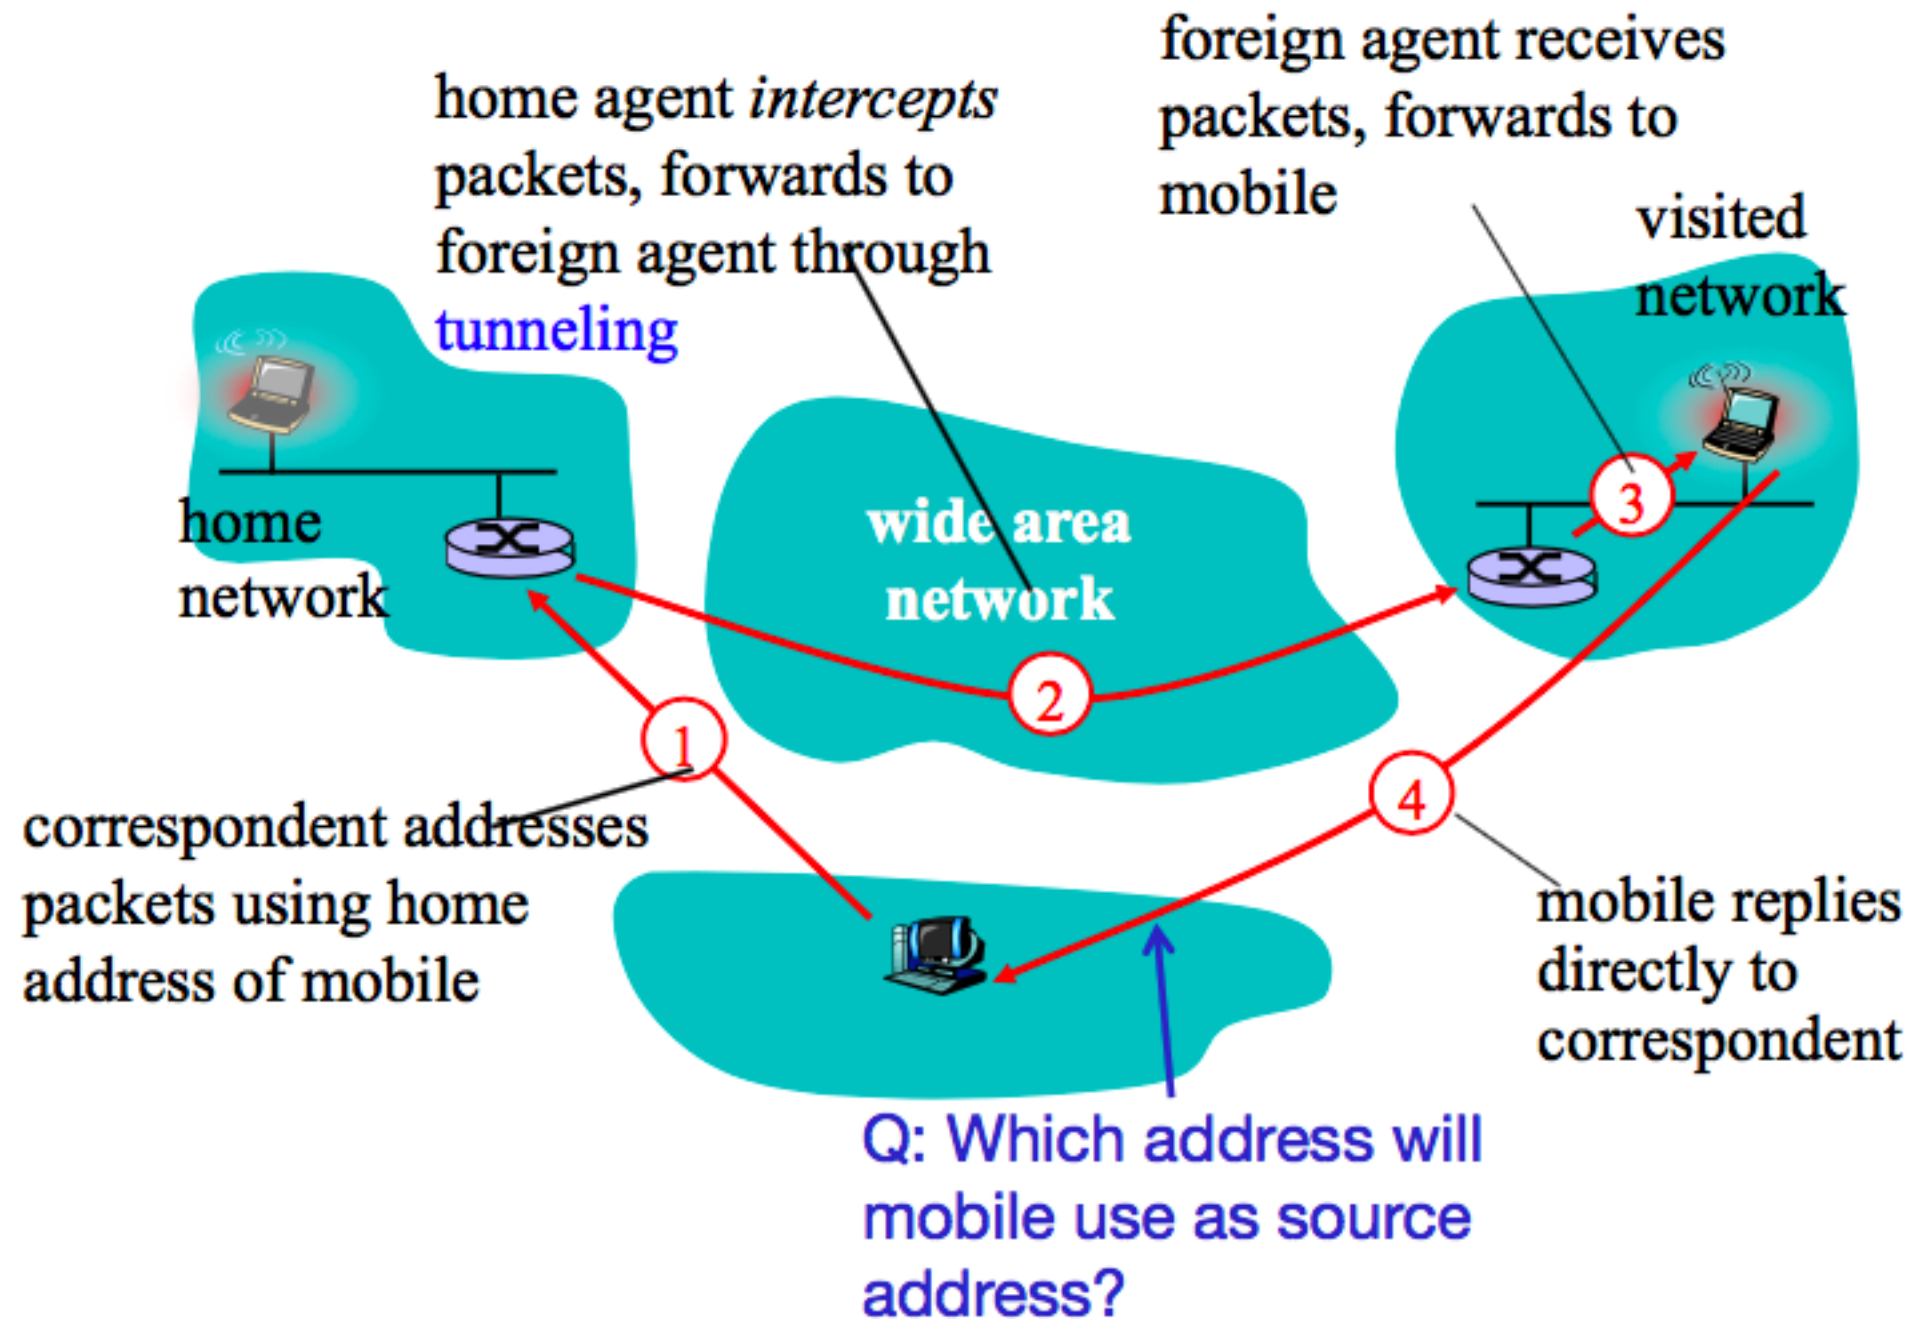 foreign agent receives
packets, forwards to
mobile
home agent intercepts
packets, forwards to
foreign agent through
tunneling
visited
network
home
network
wide area
network
3
2
1
4
correspondent addresses
packets using home
address of mobile
mobile replies
directly to
correspondent
Q: Which address will
mobile use as source
address?